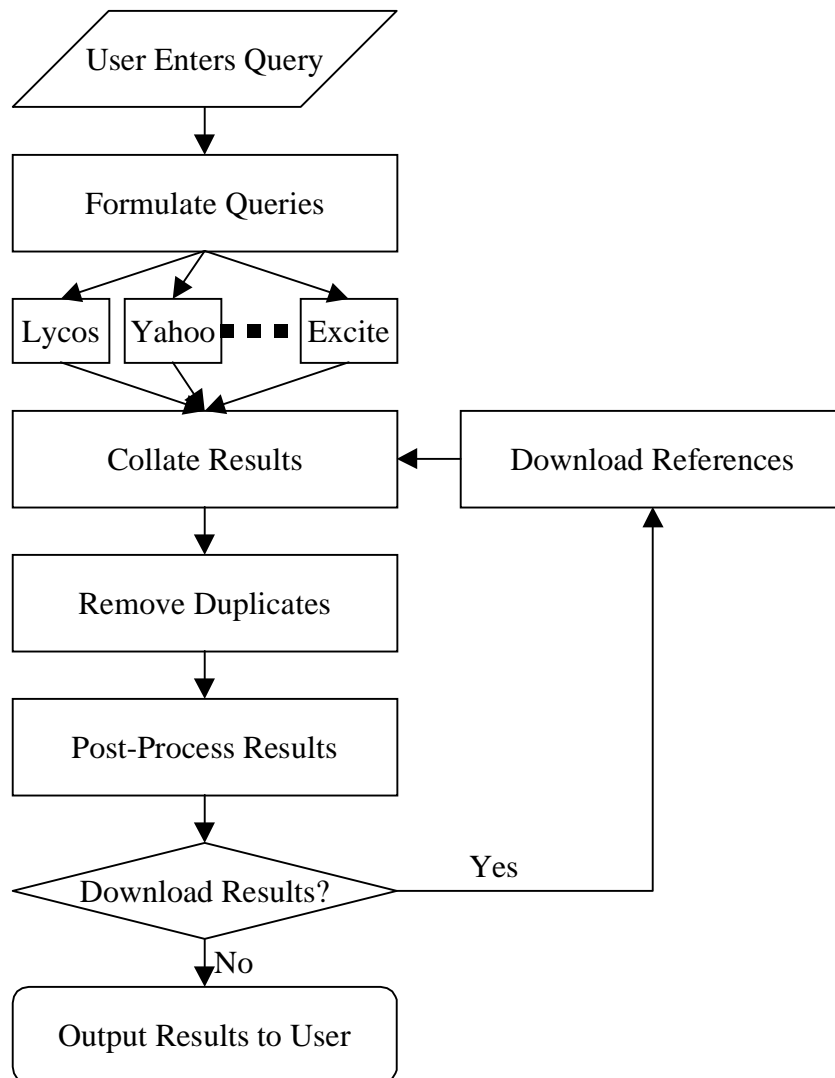 User Enters Query
Formulate Queries
Lycos
Yahoo
Excite
Collate Results
Download References
Remove Duplicates
Post-Process Results
Download Results?
Yes
No
Output Results to User